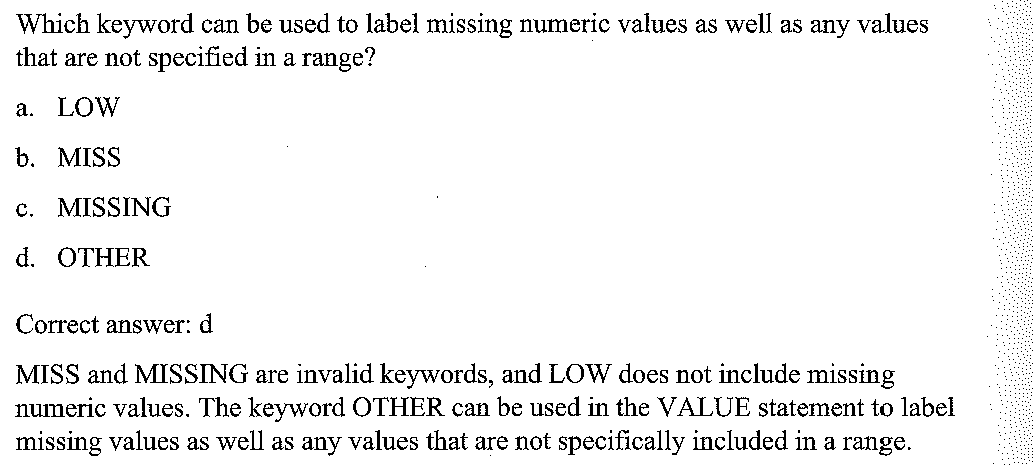 Which keyword can be used to label missing numeric values as well as any values
that are not specified in a range?
a. LOW
b. MISS
c. MISSING
d. OTHER
Correct answer: d
MISS and MISSING are invalid keywords, and LOW does not include missing
numeric values. The keyword OTHER can be used in the VALUE statement to label
missing values as well as any values that are not specifically included in a range.